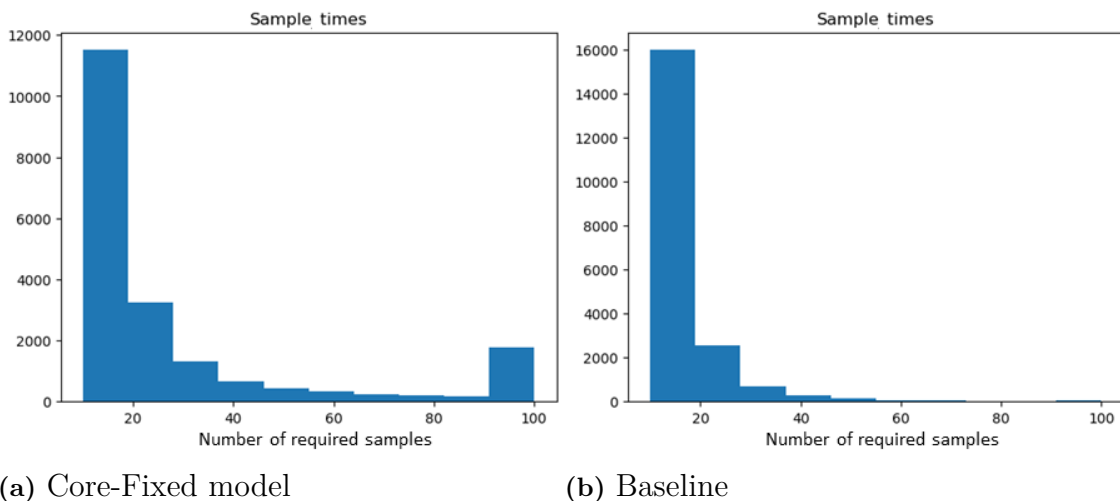 Sample times
12000
10000
8000
6000
4000
2000
0
20 40 60 80 100
Number of required samples
(a) Core-Fixed model
Sample times
16000
14000
12000
10000
8000
6000
4000
2000
0
20 40 60 80 100
Number of required samples
(b) Baseline